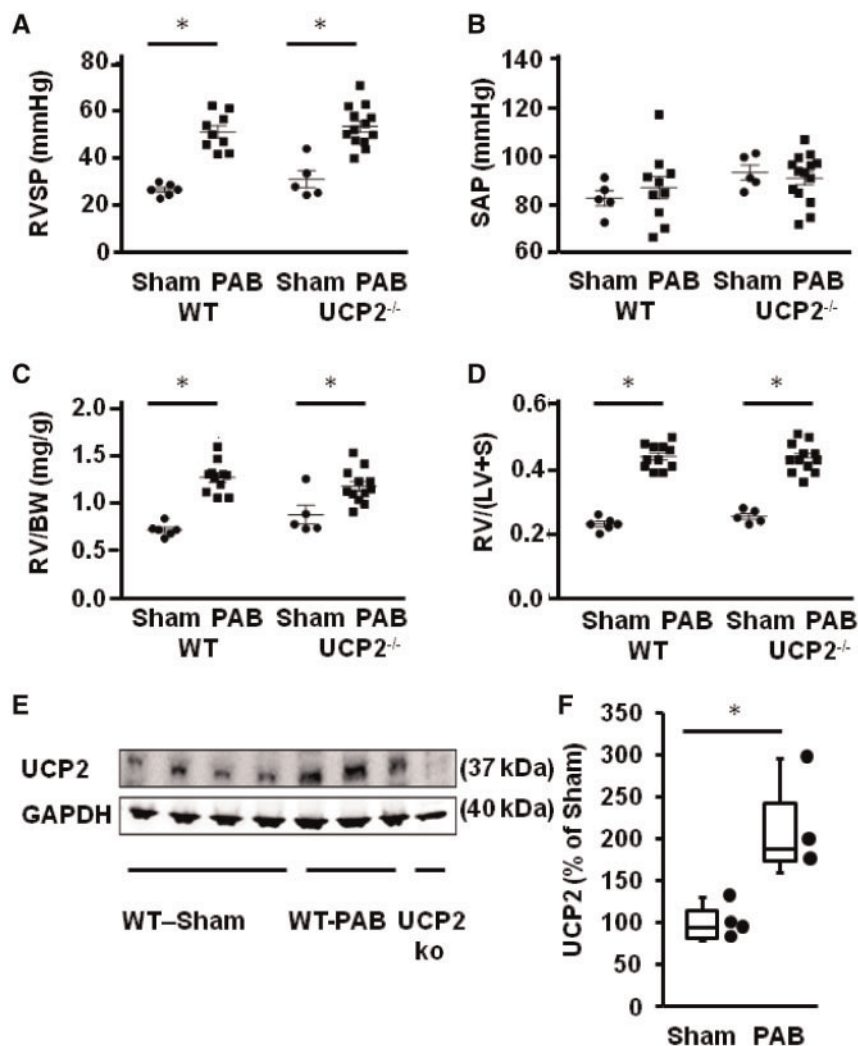 A
*
*
RVSP (mmHg)
80
60
40
20
0
Sham PAB
Sham PAB
WT
UCP2-/-
B
SAP (mmHg)
140
120
100
80
60
Sham PAB
Sham PAB
WT
UCP2-/-
C
*
*
RV/BW (mg/g)
2.0
1.5
1.0
0.5
0.0
Sham PAB
Sham PAB
WT
UCP2-/-
D
*
*
RV/(LV+S)
0.6
0.4
0.2
0.0
Sham PAB
Sham PAB
WT
UCP2-/-
E
UCP2
(37 kDa)
GAPDH
(40 kDa)
WT–Sham
WT-PAB
UCP2
ko
F
*
UCP2 (% of Sham)
350
300
250
200
150
100
50
0
Sham
PAB